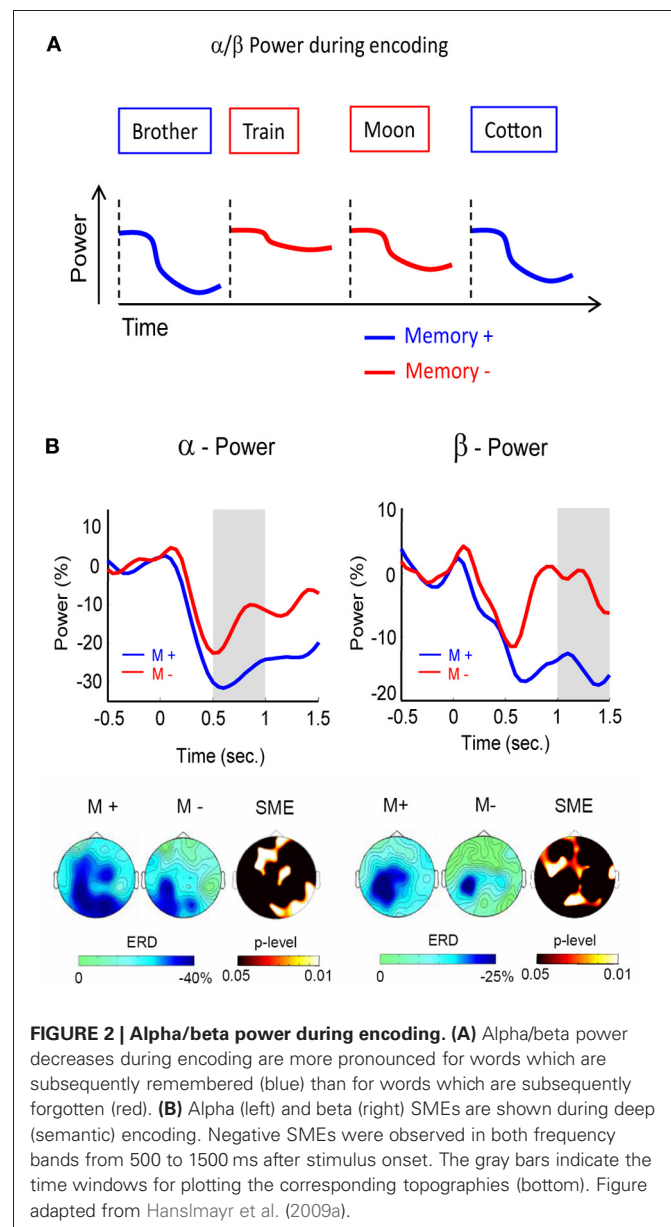 A
α/β Power during encoding
Brother Train Moon Cotton
Power
Time
Memory +
Memory -
B
α - Power β - Power
10
0
-10
-20
-30
Power (%)
M +
M -
-0.5 0 0.5 1 1.5
Time (sec.)
10
0
-10
-20
Power (%)
M +
M -
-0.5 0 0.5 1 1.5
Time (sec.)
M + M - SME M+ M- SME
ERD p-level ERD p-level
0 -40% 0.05 0.01 0 -25% 0.05 0.01
FIGURE 2 | Alpha/beta power during encoding. (A) Alpha/beta power
decreases during encoding are more pronounced for words which are
subsequently remembered (blue) than for words which are subsequently
forgotten (red). (B) Alpha (left) and beta (right) SMEs are shown during deep
(semantic) encoding. Negative SMEs were observed in both frequency
bands from 500 to 1500 ms after stimulus onset. The gray bars indicate the
time windows for plotting the corresponding topographies (bottom). Figure
adapted from Hanslmayr et al. (2009a).